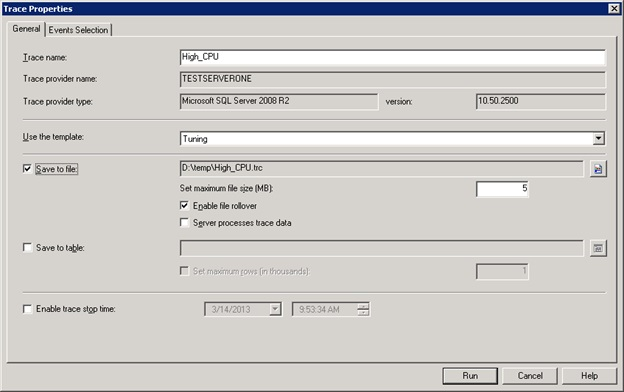 Trace Properties
General Events Selection
Trace name: High_CPU
Trace provider name: TESTSERVERONE
Trace provider type: Microsoft SQL Server 2008 R2 version: 10.50.2500
Use the template: Tuning
Save to file: D:\temp\High_CPU.trc
Set maximum file size (MB): 5
Enable file rollover
Server processes trace data
Save to table:
Set maximum rows (in thousands): 1
Enable trace stop time: 3/14/2013 9:53:34 AM
Run Cancel Help